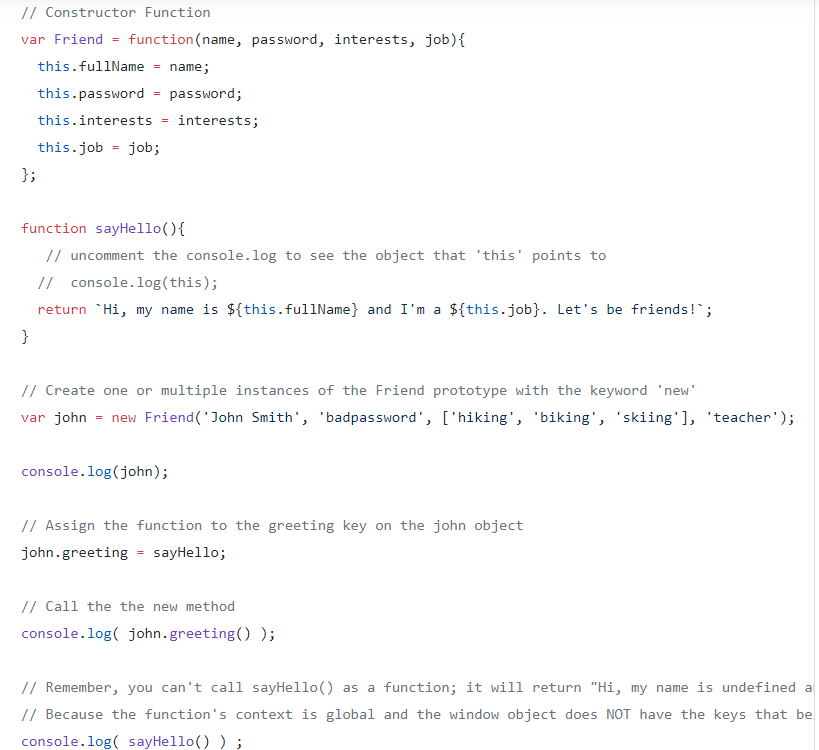 // Constructor Function
var Friend = function(name, password, interests, job){
  this.fullName = name;
  this.password = password;
  this.interests = interests;
  this.job = job;
};
function sayHello(){
   // uncomment the console.log to see the object that 'this' points to
  //  console.log(this);
  return `Hi, my name is ${this.fullName} and I'm a ${this.job}. Let's be friends!`;
}
// Create one or multiple instances of the Friend prototype with the keyword 'new'
var john = new Friend('John Smith', 'badpassword', ['hiking', 'biking', 'skiing'], 'teacher');
console.log(john);
// Assign the function to the greeting key on the john object
john.greeting = sayHello;
// Call the the new method
console.log( john.greeting() );
// Remember, you can't call sayHello() as a function; it will return "Hi, my name is undefined a
// Because the function's context is global and the window object does NOT have the keys that be
console.log( sayHello() ) ;